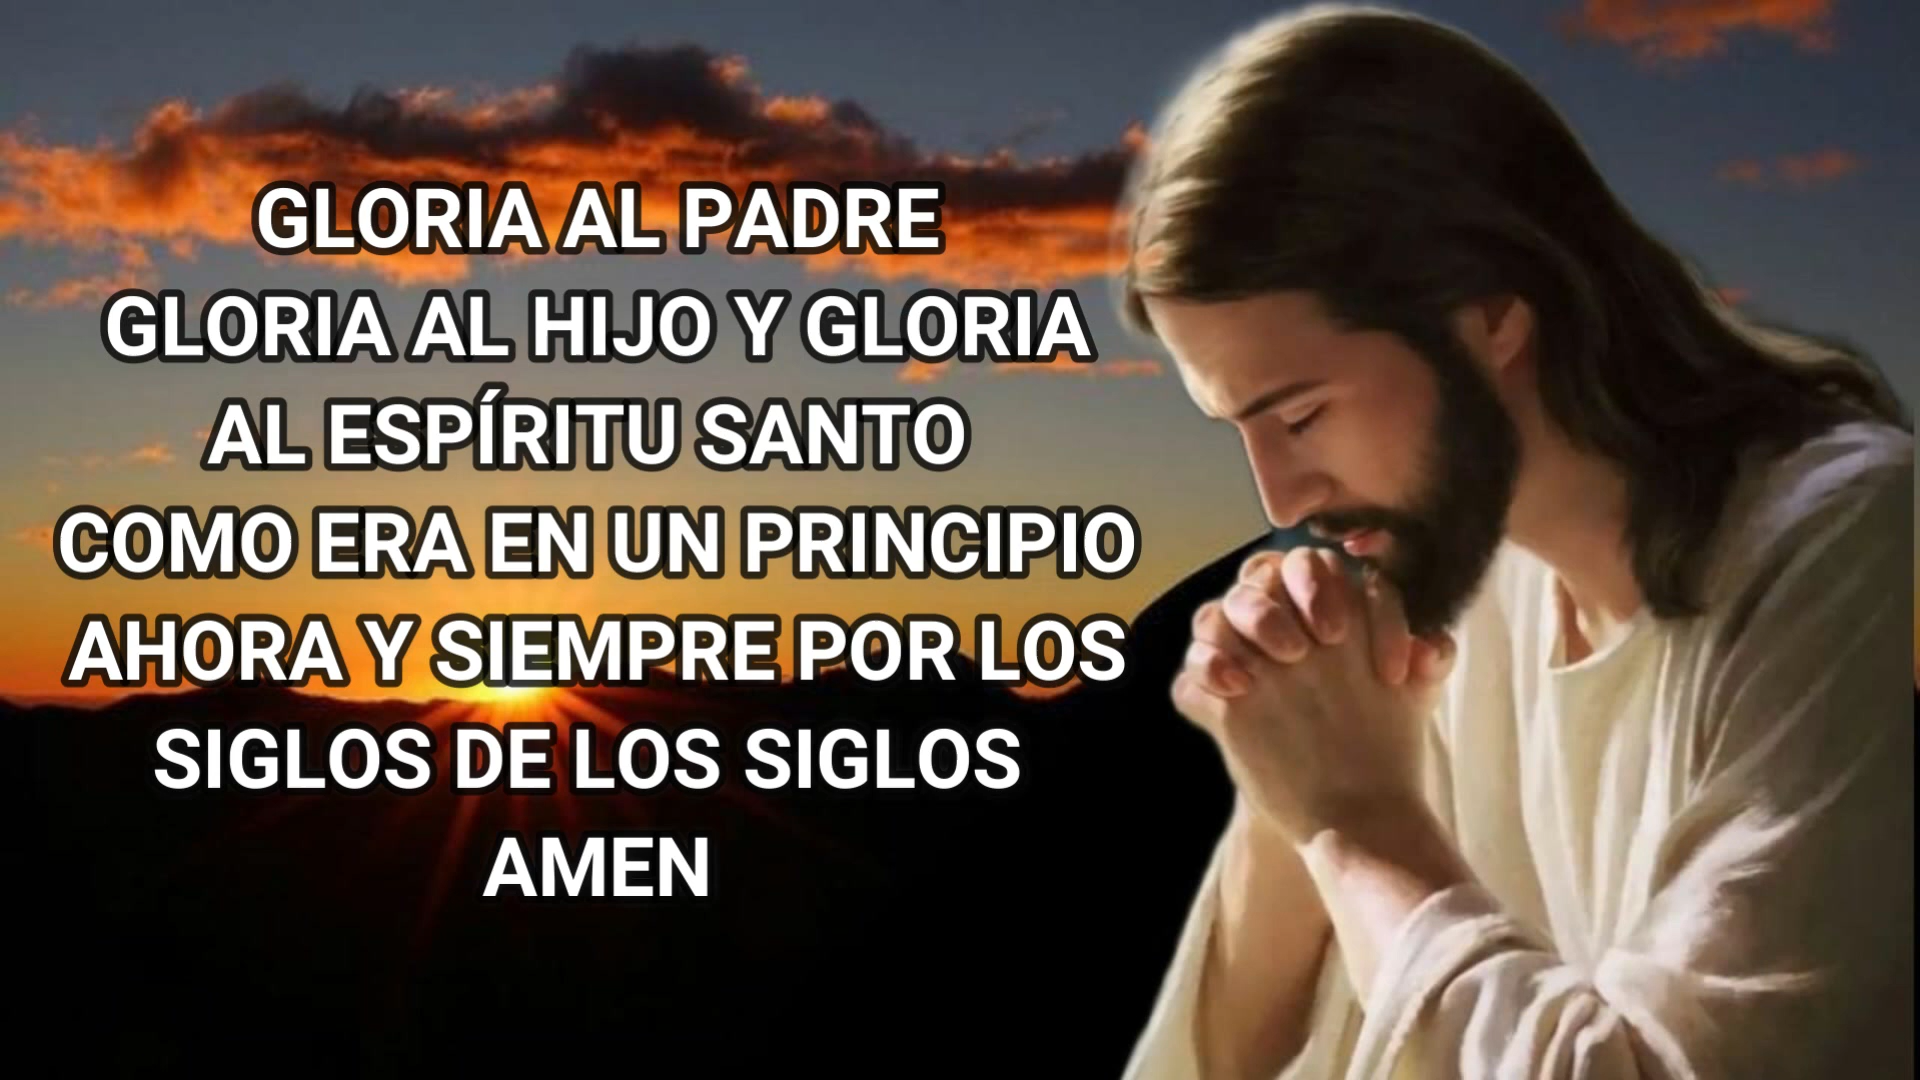 GLORIA AL PADRE
GLORIA AL HIJO Y GLORIA
AL ESPÍRITU SANTO
COMO ERA EN UN PRINCIPIO
AHORA Y SIEMPRE POR LOS
SIGLOS DE LOS SIGLOS
AMEN